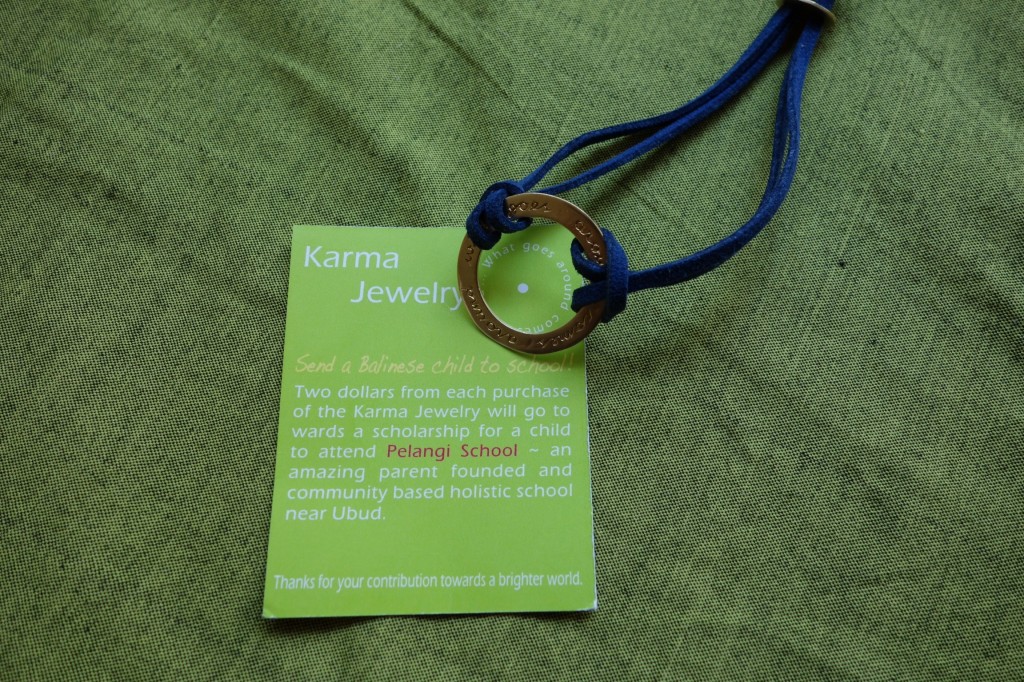 Karma
Jewelry
What goes around comes
Send a Balinese child to school!
Two dollars from each purchase
of the Karma Jewelry will go to
wards a scholarship for a child
to attend Pelangi School ~ an
amazing parent founded and
community based holistic school
near Ubud.
Thanks for your contribution towards a brighter world.